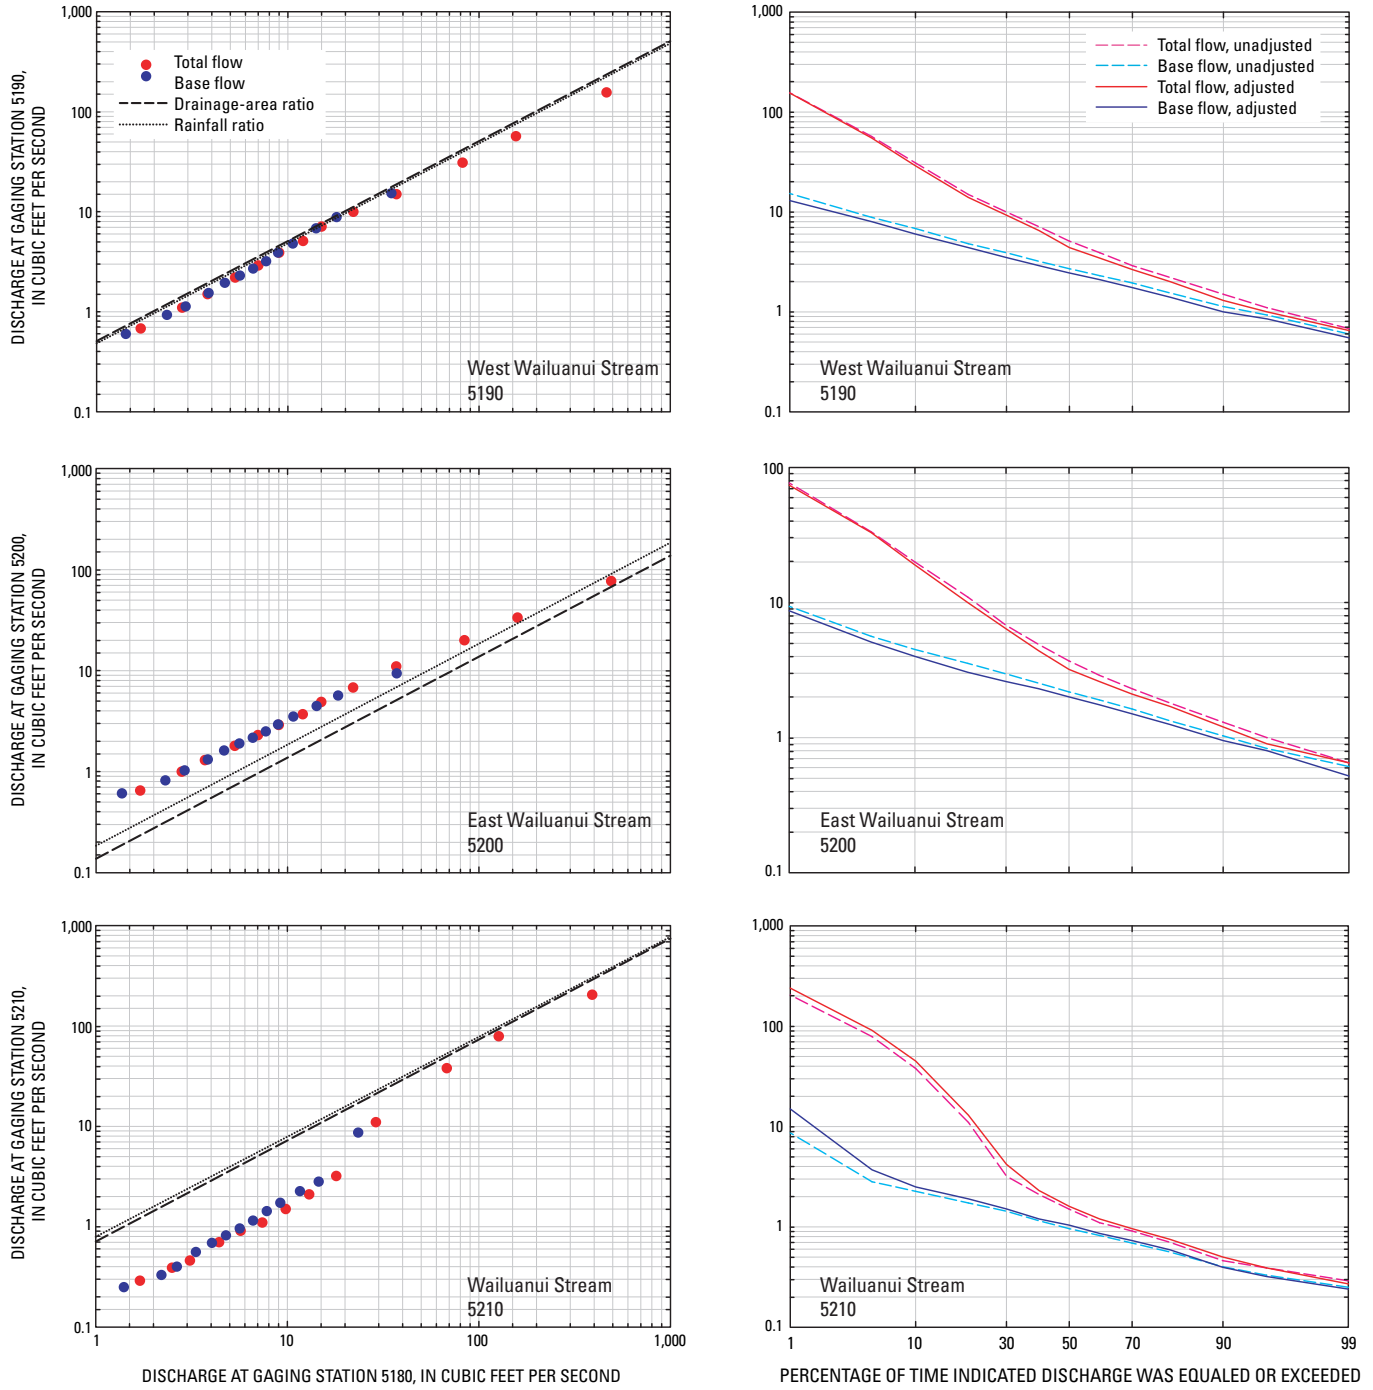 1,000
100
10
1
0.1
DISCHARGE AT GAGING STATION 5190,
IN CUBIC FEET PER SECOND
Total flow
Base flow
Drainage-area ratio
Rainfall ratio
West Wailuanui Stream
5190
1,000
100
10
1
0.1
Total flow, unadjusted
Base flow, unadjusted
Total flow, adjusted
Base flow, adjusted
West Wailuanui Stream
5190
1,000
100
10
1
0.1
DISCHARGE AT GAGING STATION 5200,
IN CUBIC FEET PER SECOND
East Wailuanui Stream
5200
100
10
1
0.1
East Wailuanui Stream
5200
1,000
100
10
1
0.1
DISCHARGE AT GAGING STATION 5210,
IN CUBIC FEET PER SECOND
Wailuanui Stream
5210
1 10 100 1,000
DISCHARGE AT GAGING STATION 5180, IN CUBIC FEET PER SECOND
1,000
100
10
1
0.1
Wailuanui Stream
5210
1 10 30 50 70 90 99
PERCENTAGE OF TIME INDICATED DISCHARGE WAS EQUALED OR EXCEEDED